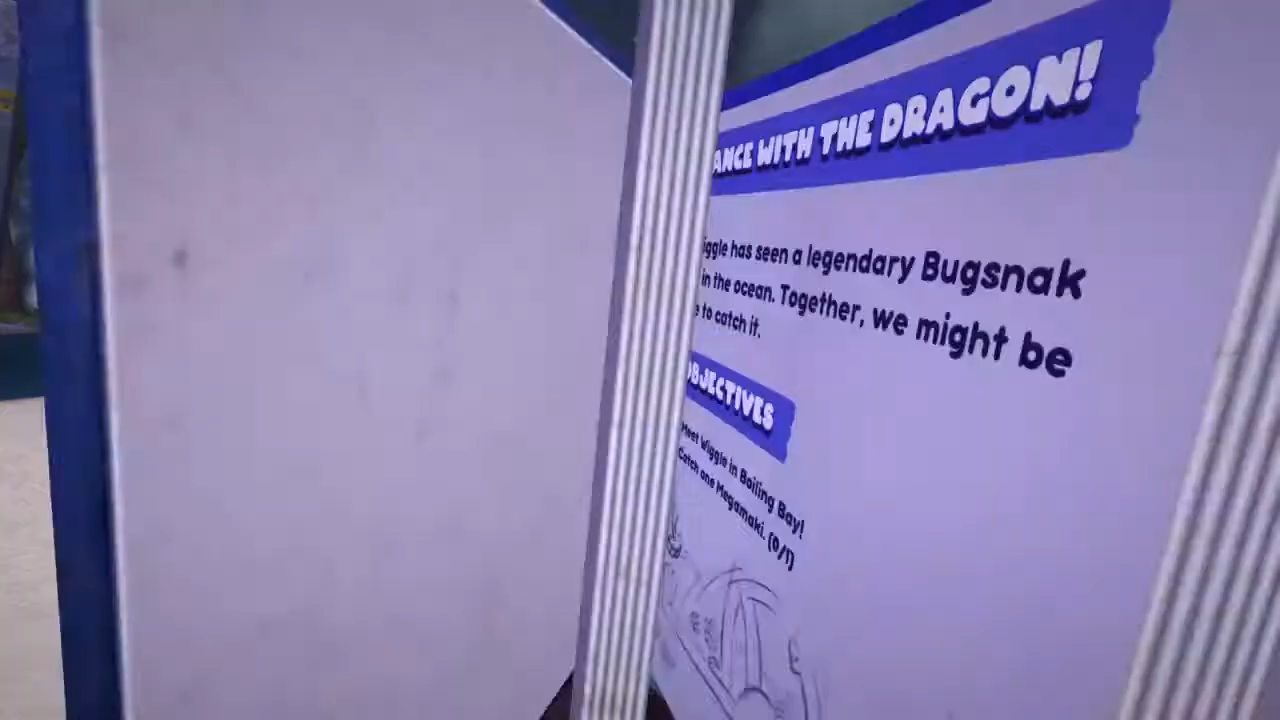 ANCE WITH THE DRAGON!
iggle has seen a legendary Bugsnak
in the ocean. Together, we might be
e to catch it.
OBJECTIVES
Meet Wiggle in Boiling Bay!
Catch one Megamaki. (0/1)